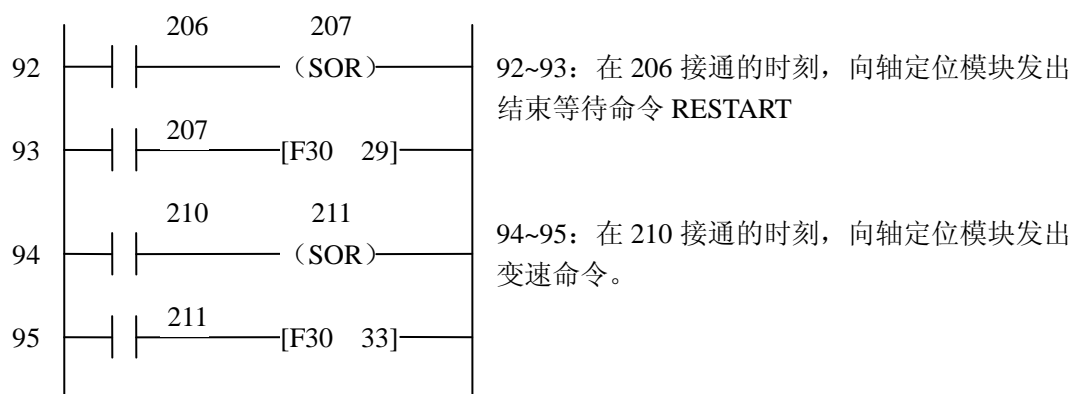 206 207
92 （SOR） 92~93：在 206 接通的时刻，向轴定位模块发出
结束等待命令 RESTART
207
93 [F30 29]
210 211
94 （SOR） 94~95：在 210 接通的时刻，向轴定位模块发出
变速命令。
211
95 [F30 33]